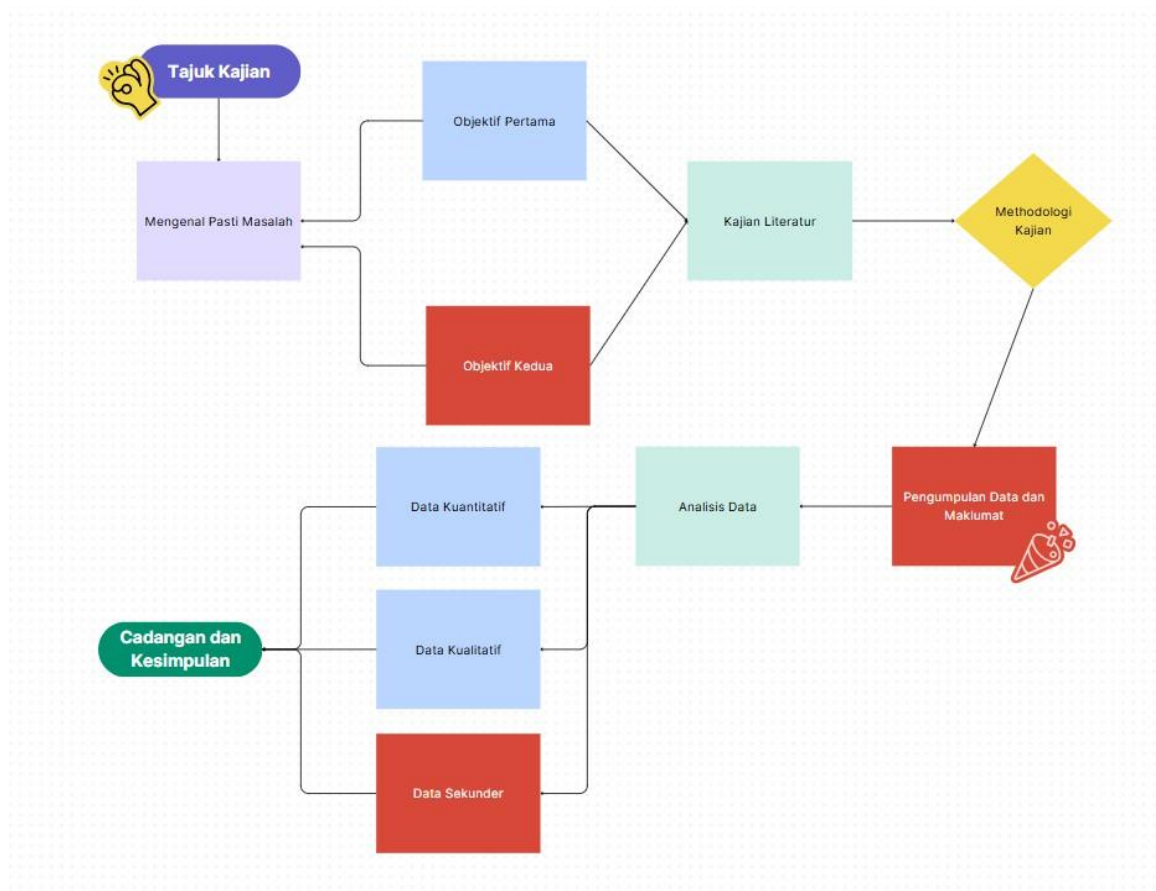 Tajuk Kajian
Objektif Pertama
Mengenal Pasti Masalah
Kajian Literatur
Methodologi
Kajian
Objektif Kedua
Pengumpulan Data dan
Maklumat
Analisis Data
Data Kuantitatif
Data Kualitatif
Data Sekunder
Cadangan dan
Kesimpulan